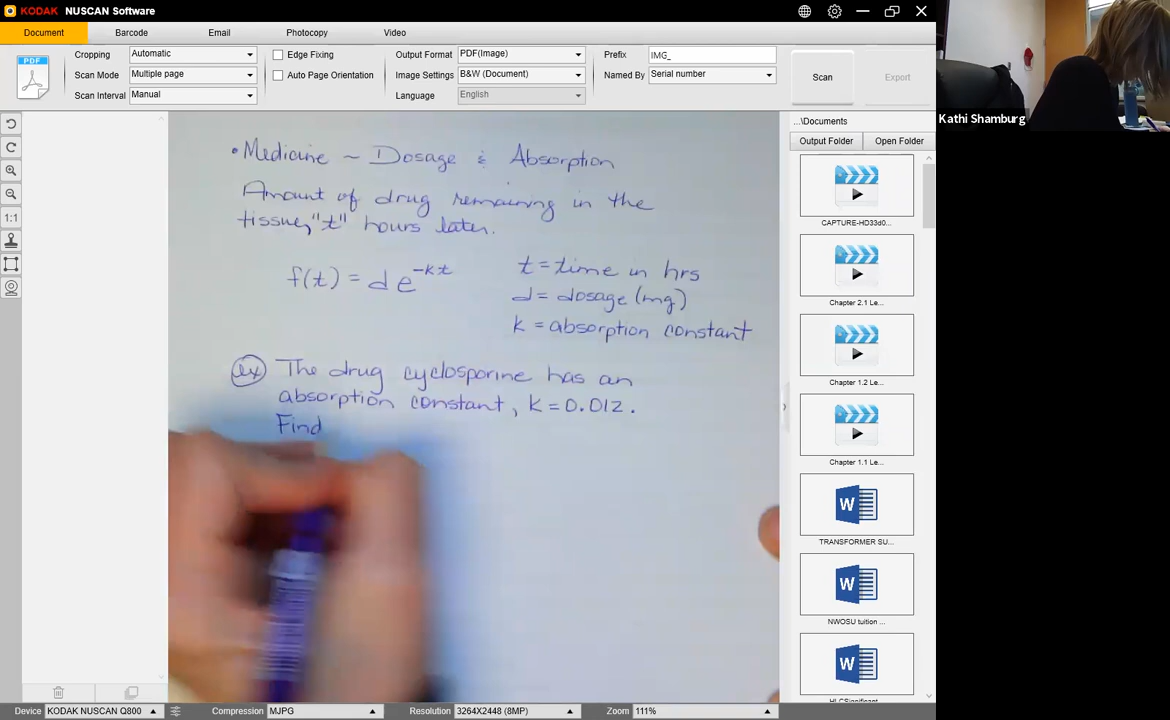 KODAK NUSCAN Software
Document
Barcode
Email
Photocopy
Video
PDF
Cropping
Automatic
Scan Mode
Multiple page
Scan Interval
Manual
Edge Fixing
Auto Page Orientation
Output Format
PDF(Image)
Image Settings
B&W (Document)
Language
English
Prefix
IMG_
Named By
Serial number
Scan
Export
1:1
• Medicine ~ Dosage & Absorption
Amount of drug remaining in the
tissue, "t" hours later.
f(t) = d e^-kt
t = time in hrs
d = dosage (mg)
k = absorption constant
ex The drug cyclosporine has an
absorption constant, k = 0.012.
Find
...\Documents
Output Folder
Open Folder
CAPTURE-HD33d0...
Chapter 2.1 Le...
Chapter 1.2 Le...
Chapter 1.1 Le...
W
TRANSFORMER SU...
W
NWOSU tuition ...
W
HLCSignificant
Kathi Shamburg
Device
KODAK NUSCAN Q800
Compression
MJPG
Resolution
3264X2448 (8MP)
Zoom
111%